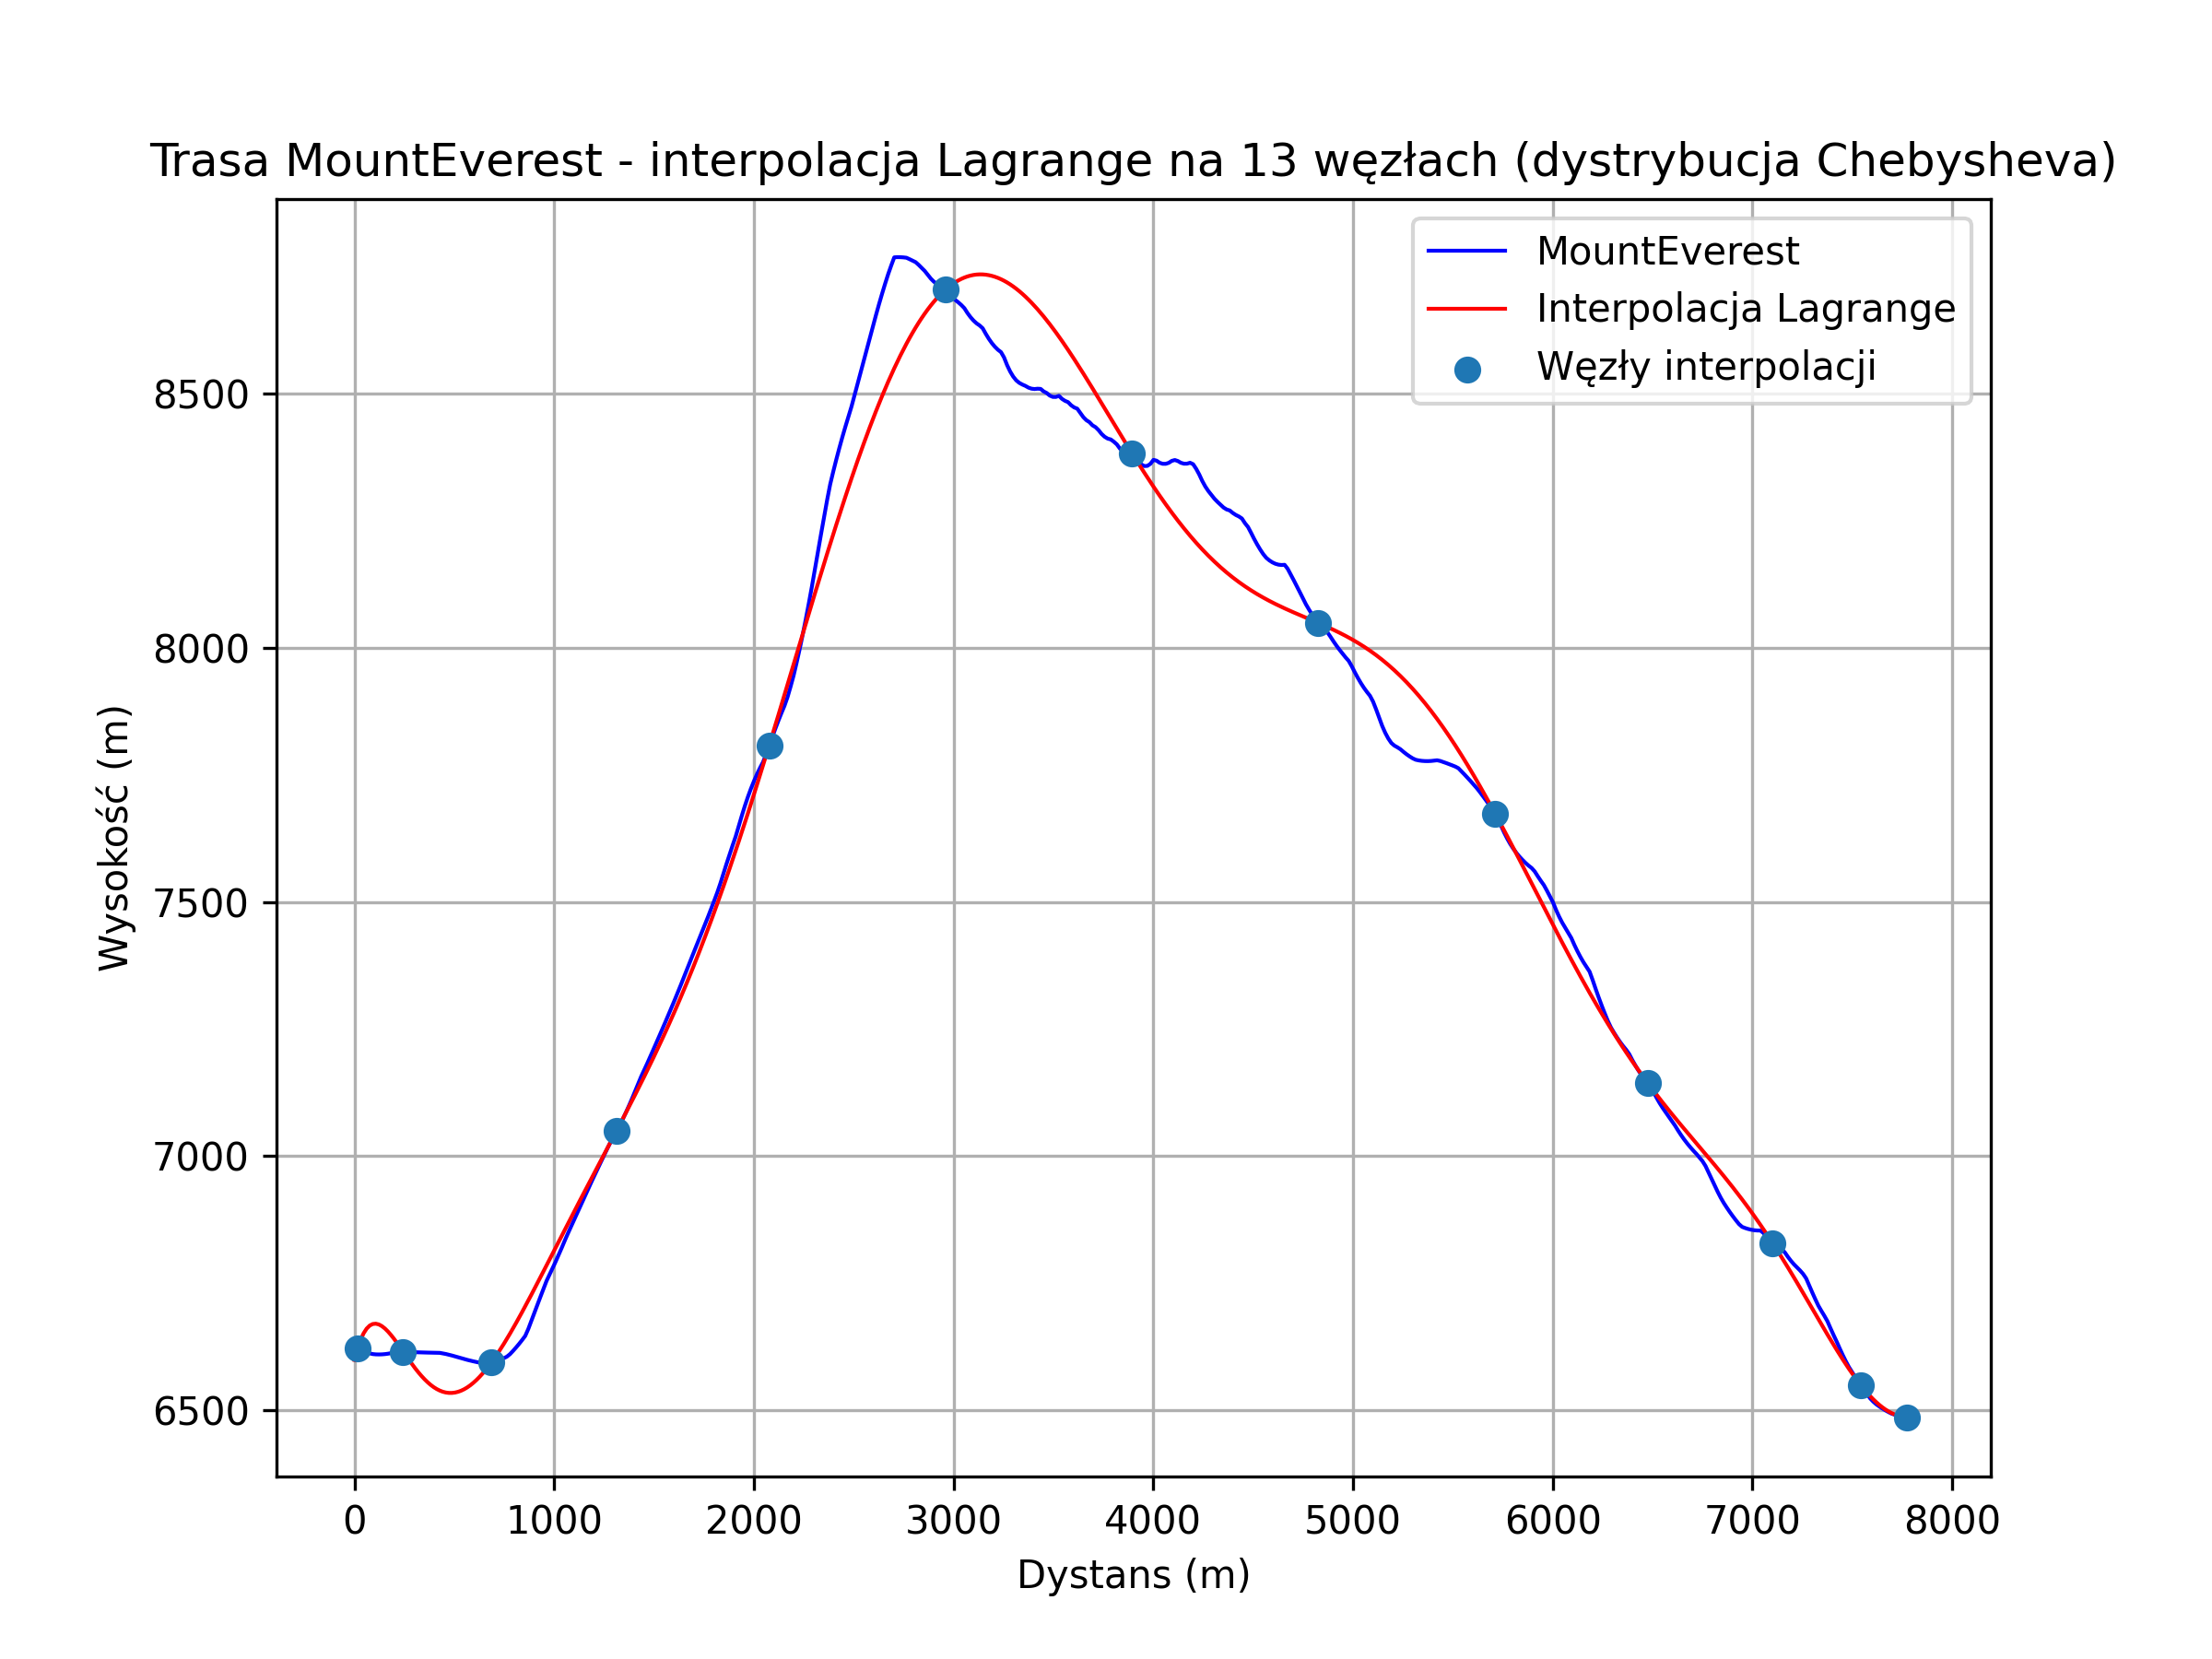 Trasa MountEverest - interpolacja Lagrange na 13 węzłach (dystrybucja Chebysheva)
MountEverest
Interpolacja Lagrange
Węzły interpolacji
Wysokość (m)
8500
8000
7500
7000
6500
0 1000 2000 3000 4000 5000 6000 7000 8000
Dystans (m)